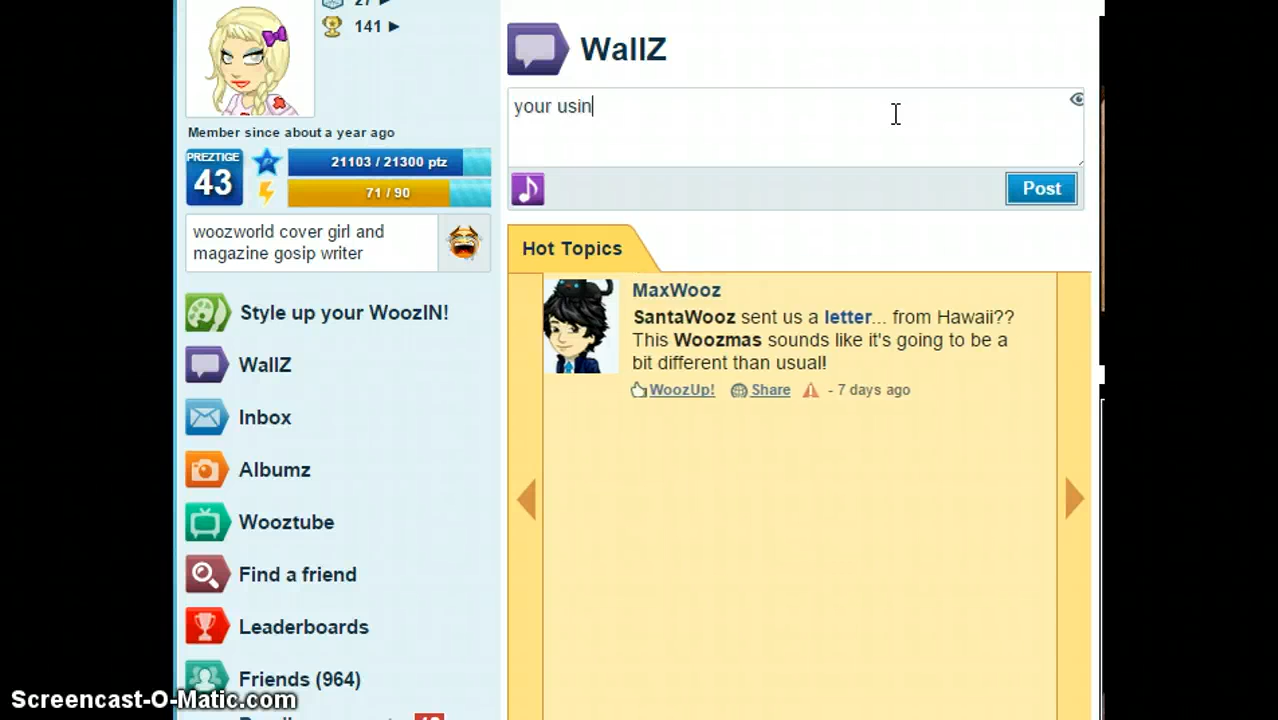 27
141
WallZ
your usin
Member since about a year ago
PREZTIGE
43
21103 / 21300 ptz
71 / 90
Post
woozworld cover girl and
magazine gosip writer
Hot Topics
MaxWooz
SantaWooz sent us a letter... from Hawaii??
This Woozmas sounds like it's going to be a
bit different than usual!
WoozUp! Share - 7 days ago
Style up your WoozIN!
WallZ
Inbox
Albumz
Wooztube
Find a friend
Leaderboards
Friends (964)
Screencast-O-Matic.com